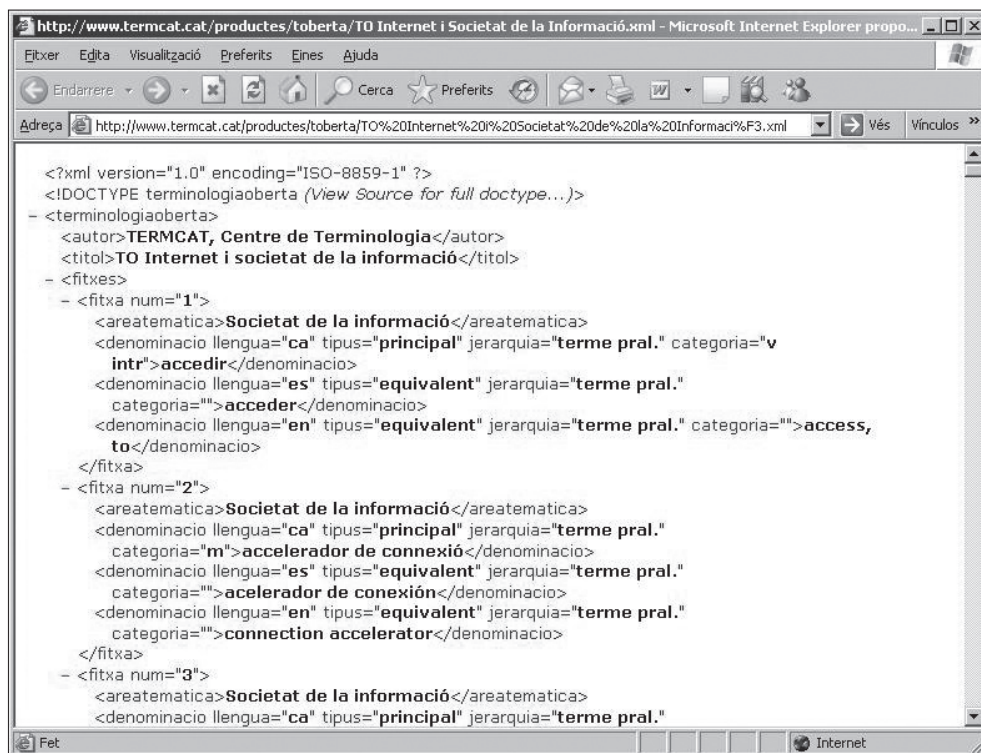 http://www.termcat.cat/productes/toberta/TO Internet i Societat de la Informació.xml - Microsoft Internet Explorer propo...
Fitxer Edita Visualització Preferits Eines Ajuda
Endarrere Cerca Preferits
Adreça http://www.termcat.cat/productes/toberta/TO%20Internet%20i%20Societat%20de%20la%20Informaci%F3.xml Vés Vínculos »
<?xml version="1.0" encoding="ISO-8859-1" ?>
<!DOCTYPE terminologiaoberta (View Source for full doctype...)>
– <terminologiaoberta>
<autor>TERMCAT, Centre de Terminologia</autor>
<titol>TO Internet i societat de la informació</titol>
– <fitxes>
– <fitxa num="1">
<areatematica>Societat de la informació</areatematica>
<denominacio llengua="ca" tipus="principal" jerarquia="terme pral." categoria="v
intr">accedir</denominacio>
<denominacio llengua="es" tipus="equivalent" jerarquia="terme pral."
categoria="">acceder</denominacio>
<denominacio llengua="en" tipus="equivalent" jerarquia="terme pral." categoria="">access,
to</denominacio>
</fitxa>
– <fitxa num="2">
<areatematica>Societat de la informació</areatematica>
<denominacio llengua="ca" tipus="principal" jerarquia="terme pral."
categoria="m">accelerador de connexió</denominacio>
<denominacio llengua="es" tipus="equivalent" jerarquia="terme pral."
categoria="">acelerador de conexión</denominacio>
<denominacio llengua="en" tipus="equivalent" jerarquia="terme pral."
categoria="">connection accelerator</denominacio>
</fitxa>
– <fitxa num="3">
<areatematica>Societat de la informació</areatematica>
<denominacio llengua="ca" tipus="principal" jerarquia="terme pral."
Fet Internet